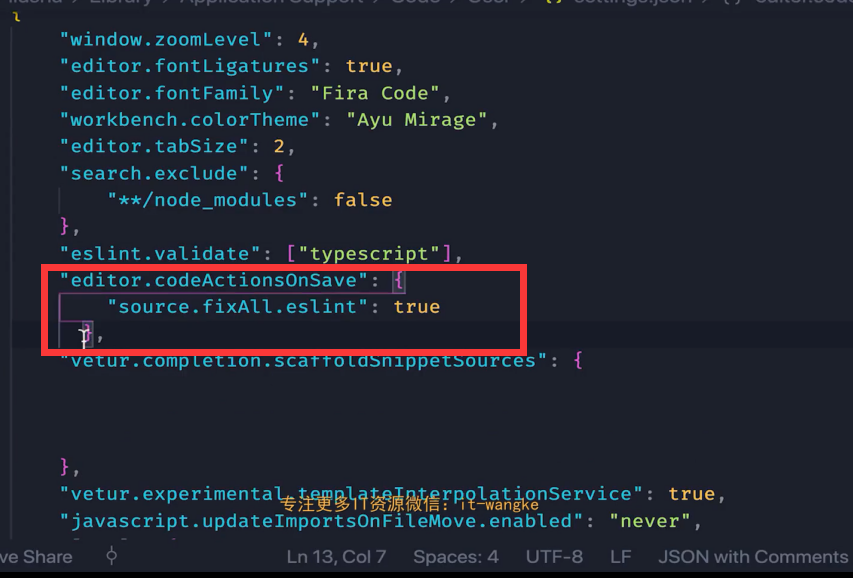 Library > Application Support > Code > User > {} settings.json > {}
{
"window.zoomLevel": 4,
"editor.fontLigatures": true,
"editor.fontFamily": "Fira Code",
"workbench.colorTheme": "Ayu Mirage",
"editor.tabSize": 2,
"search.exclude": {
"**/node_modules": false
},
"eslint.validate": ["typescript"],
"editor.codeActionsOnSave": {
"source.fixAll.eslint": true
},
"vetur.completion.scaffoldSnippetSources": {
},
"vetur.experimental.templateInterpolationService": true,
专注更多IT资源微信：it-wangke
"javascript.updateImportsOnFileMove.enabled": "never",
ve Share Ln 13, Col 7 Spaces: 4 UTF-8 LF JSON with Comments